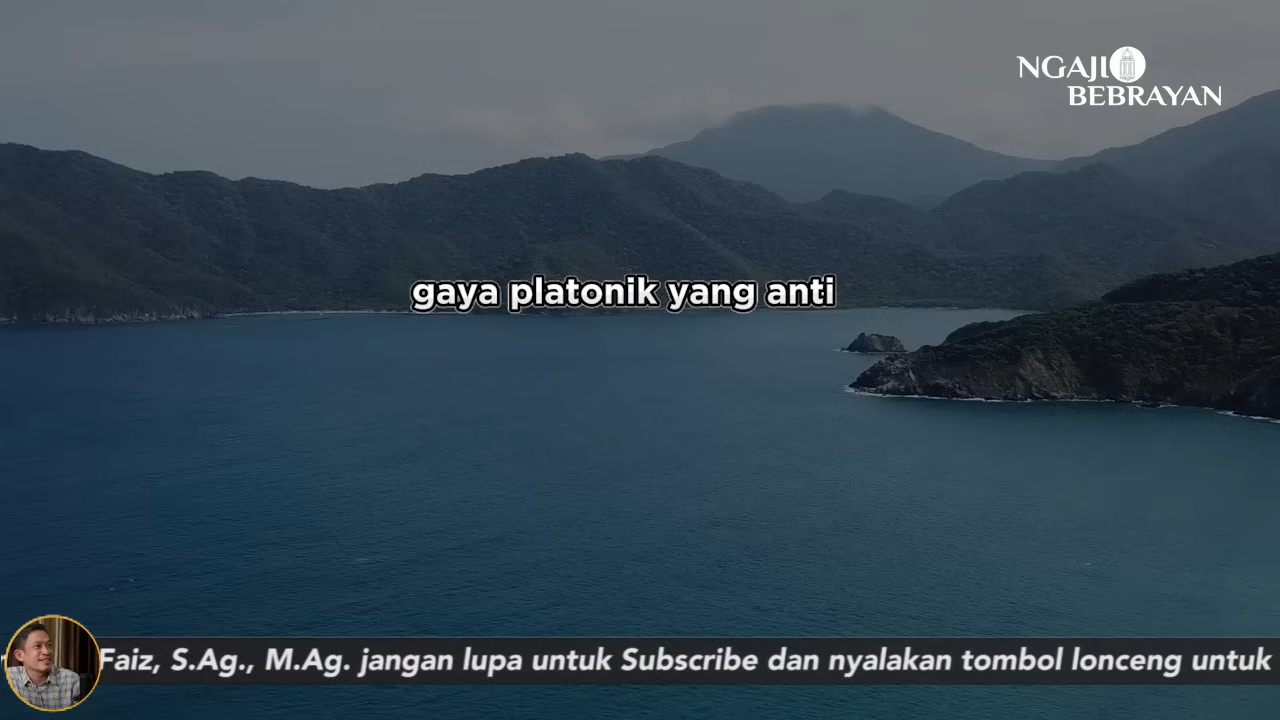 NGAJI
BEBRAYAN
gaya platonik yang anti
Faiz, S.Ag., M.Ag. jangan lupa untuk Subscribe dan nyalakan tombol lonceng untuk